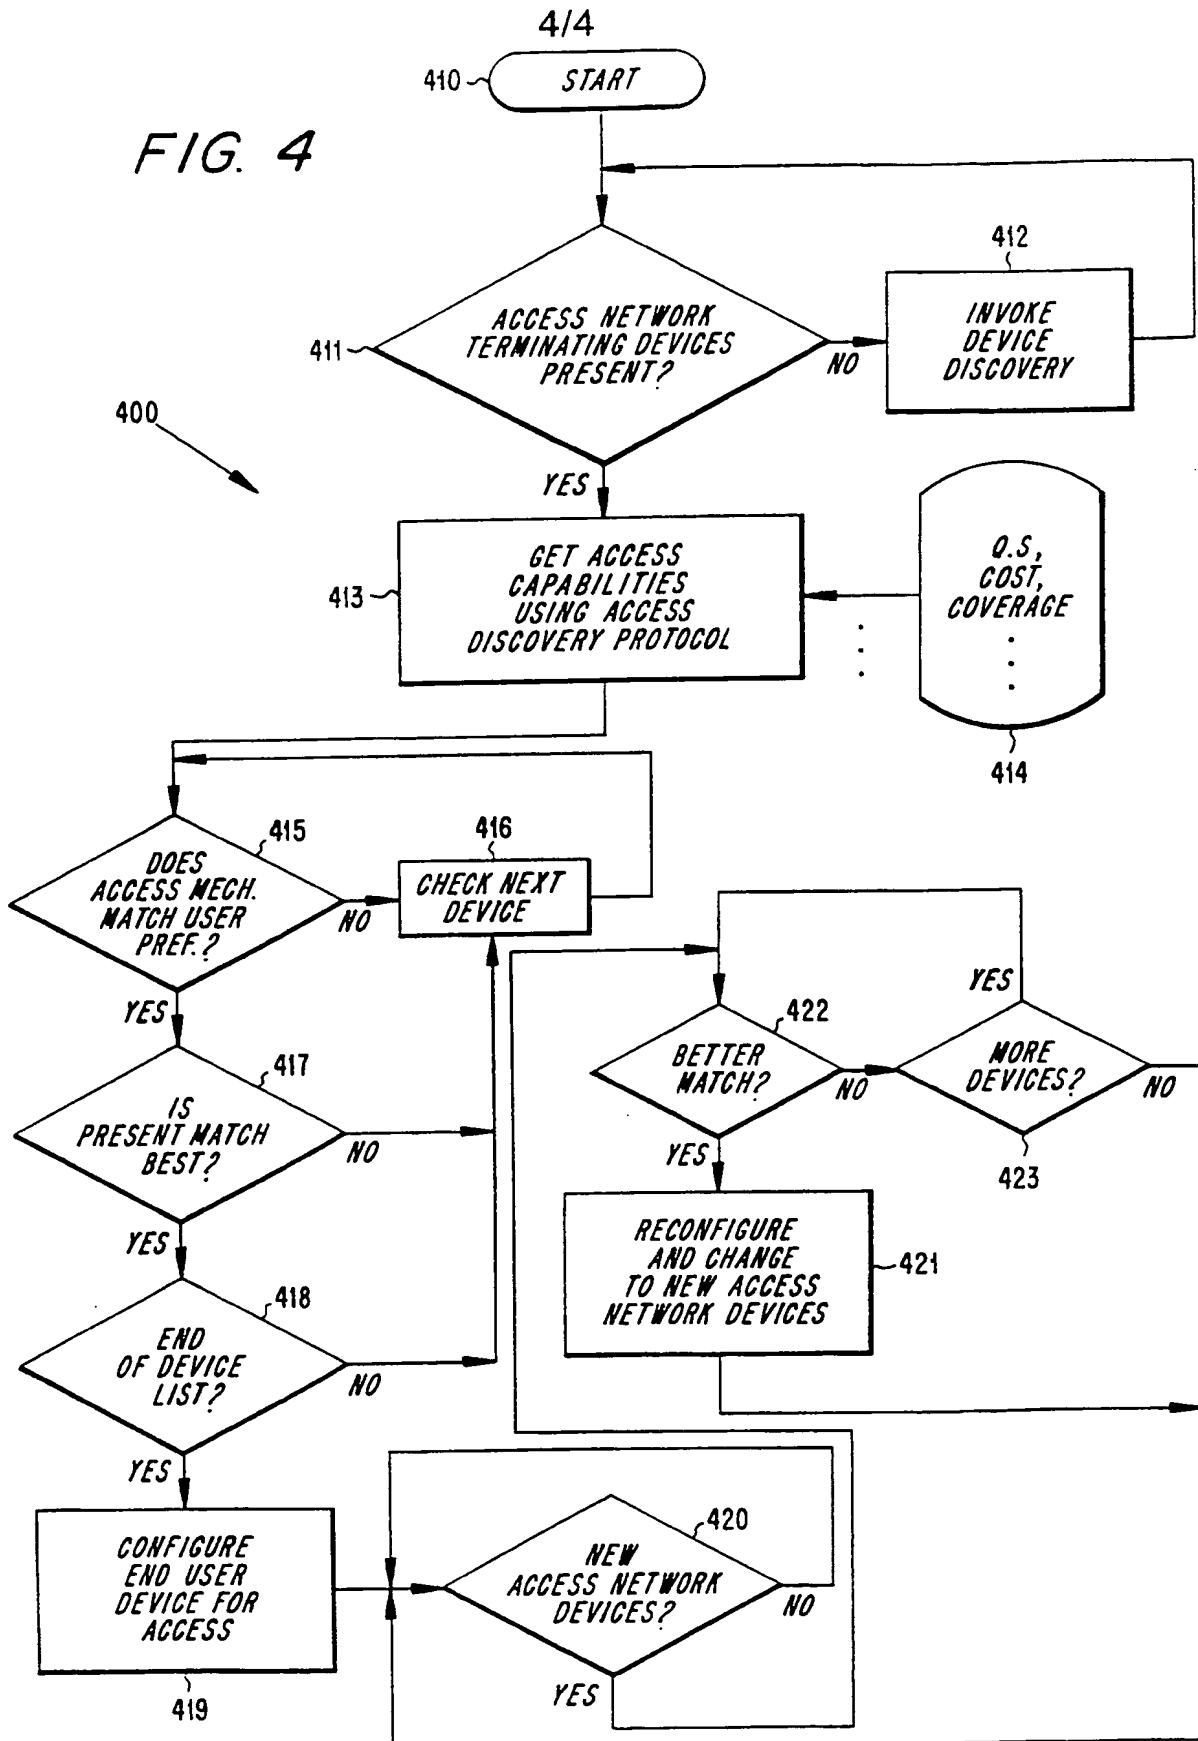 4/4
410
START
FIG. 4
412
411
ACCESS NETWORK
TERMINATING DEVICES
PRESENT?
NO
INVOKE
DEVICE
DISCOVERY
400
YES
413
GET ACCESS
CAPABILITIES
USING ACCESS
DISCOVERY PROTOCOL
Q.S,
COST,
COVERAGE
414
415
DOES
ACCESS MECH.
MATCH USER
PREF.?
NO
416
CHECK NEXT
DEVICE
YES
417
IS
PRESENT MATCH
BEST?
NO
YES
418
END
OF DEVICE
LIST?
NO
YES
CONFIGURE
END USER
DEVICE FOR
ACCESS
419
420
NEW
ACCESS NETWORK
DEVICES?
NO
YES
422
BETTER
MATCH?
NO
YES
MORE
DEVICES?
YES
NO
423
RECONFIGURE
AND CHANGE
TO NEW ACCESS
NETWORK DEVICES
421